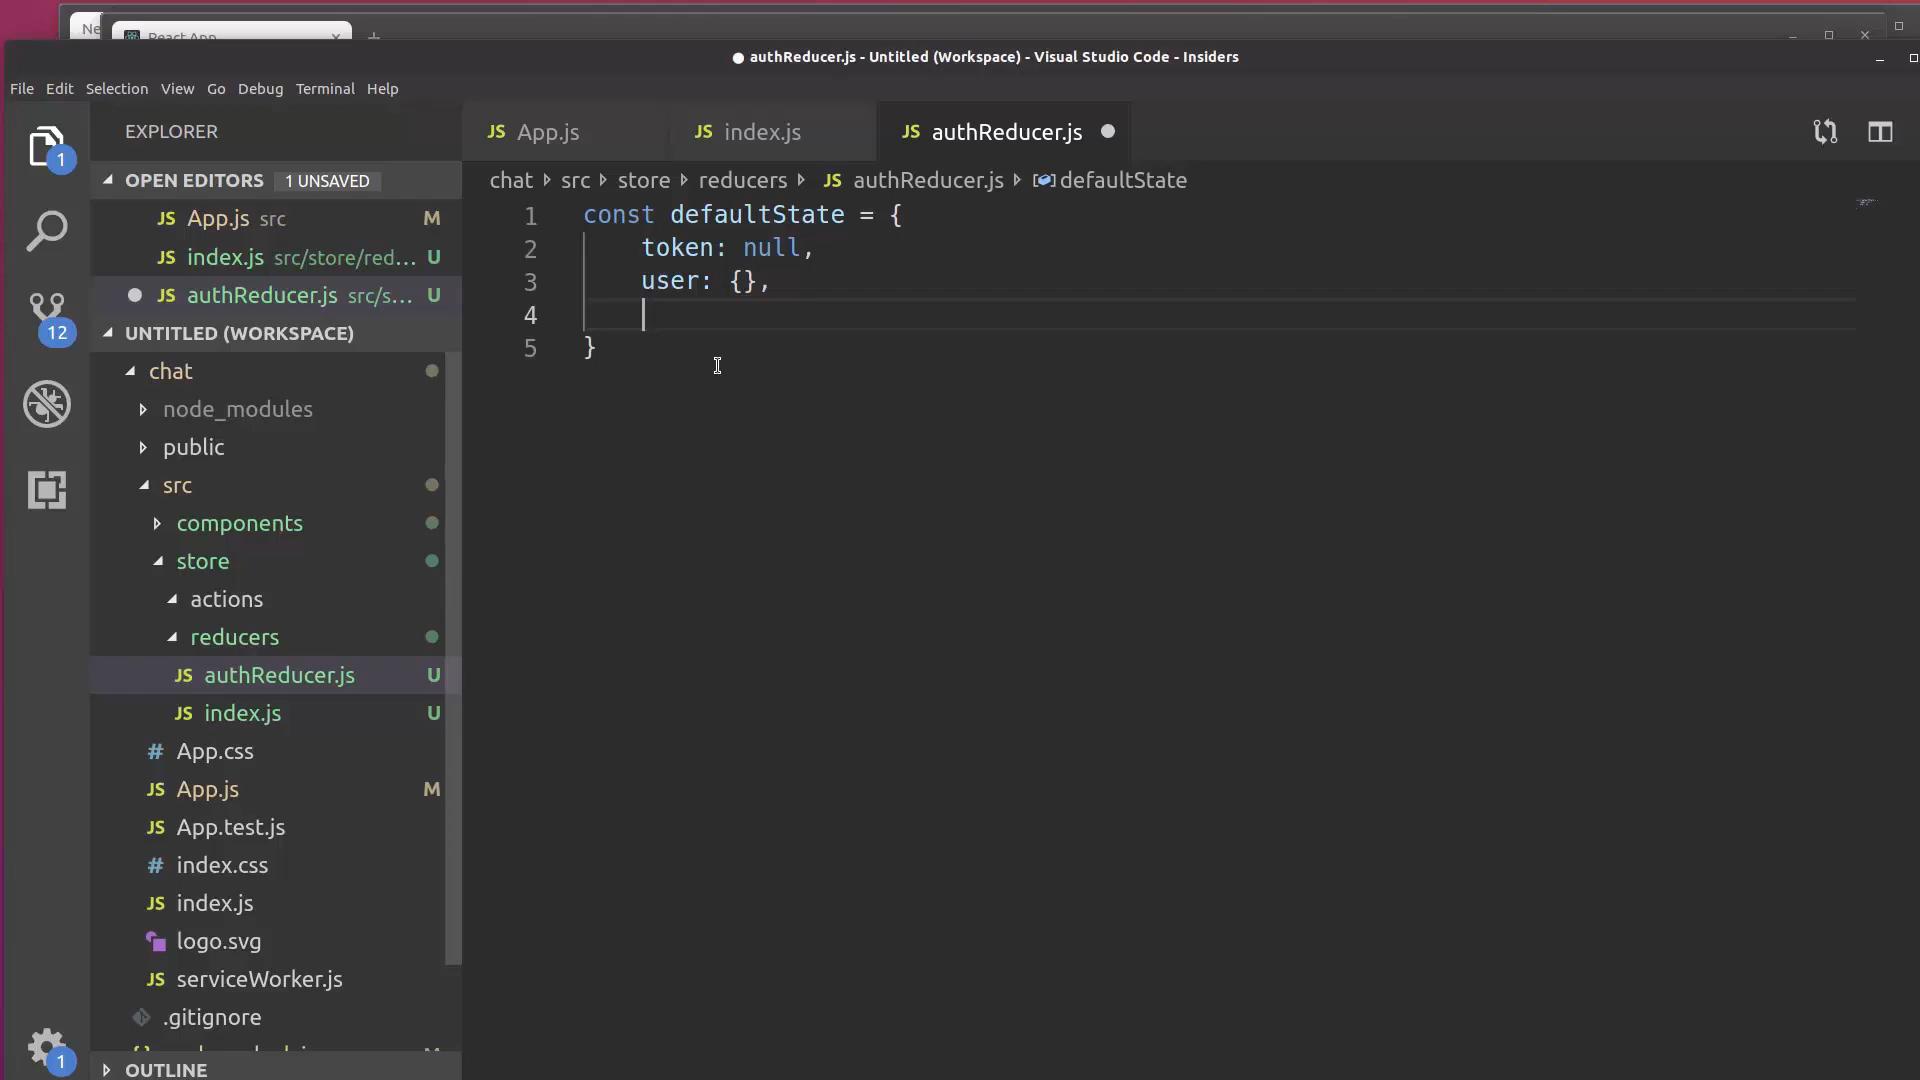 Ne
React App
authReducer.js - Untitled (Workspace) - Visual Studio Code - Insiders
File Edit Selection View Go Debug Terminal Help
EXPLORER
JS App.js
JS index.js
JS authReducer.js
1
OPEN EDITORS 1 UNSAVED
chat src store reducers JS authReducer.js defaultState
JS App.js src M
JS index.js src/store/red... U
JS authReducer.js src/s... U
12
UNTITLED (WORKSPACE)
chat
node_modules
public
src
components
store
actions
reducers
JS authReducer.js U
JS index.js U
# App.css
JS App.js M
JS App.test.js
# index.css
JS index.js
logo.svg
JS serviceWorker.js
.gitignore
1
OUTLINE
1 const defaultState = {
2 token: null,
3 user: {},
4
5 }